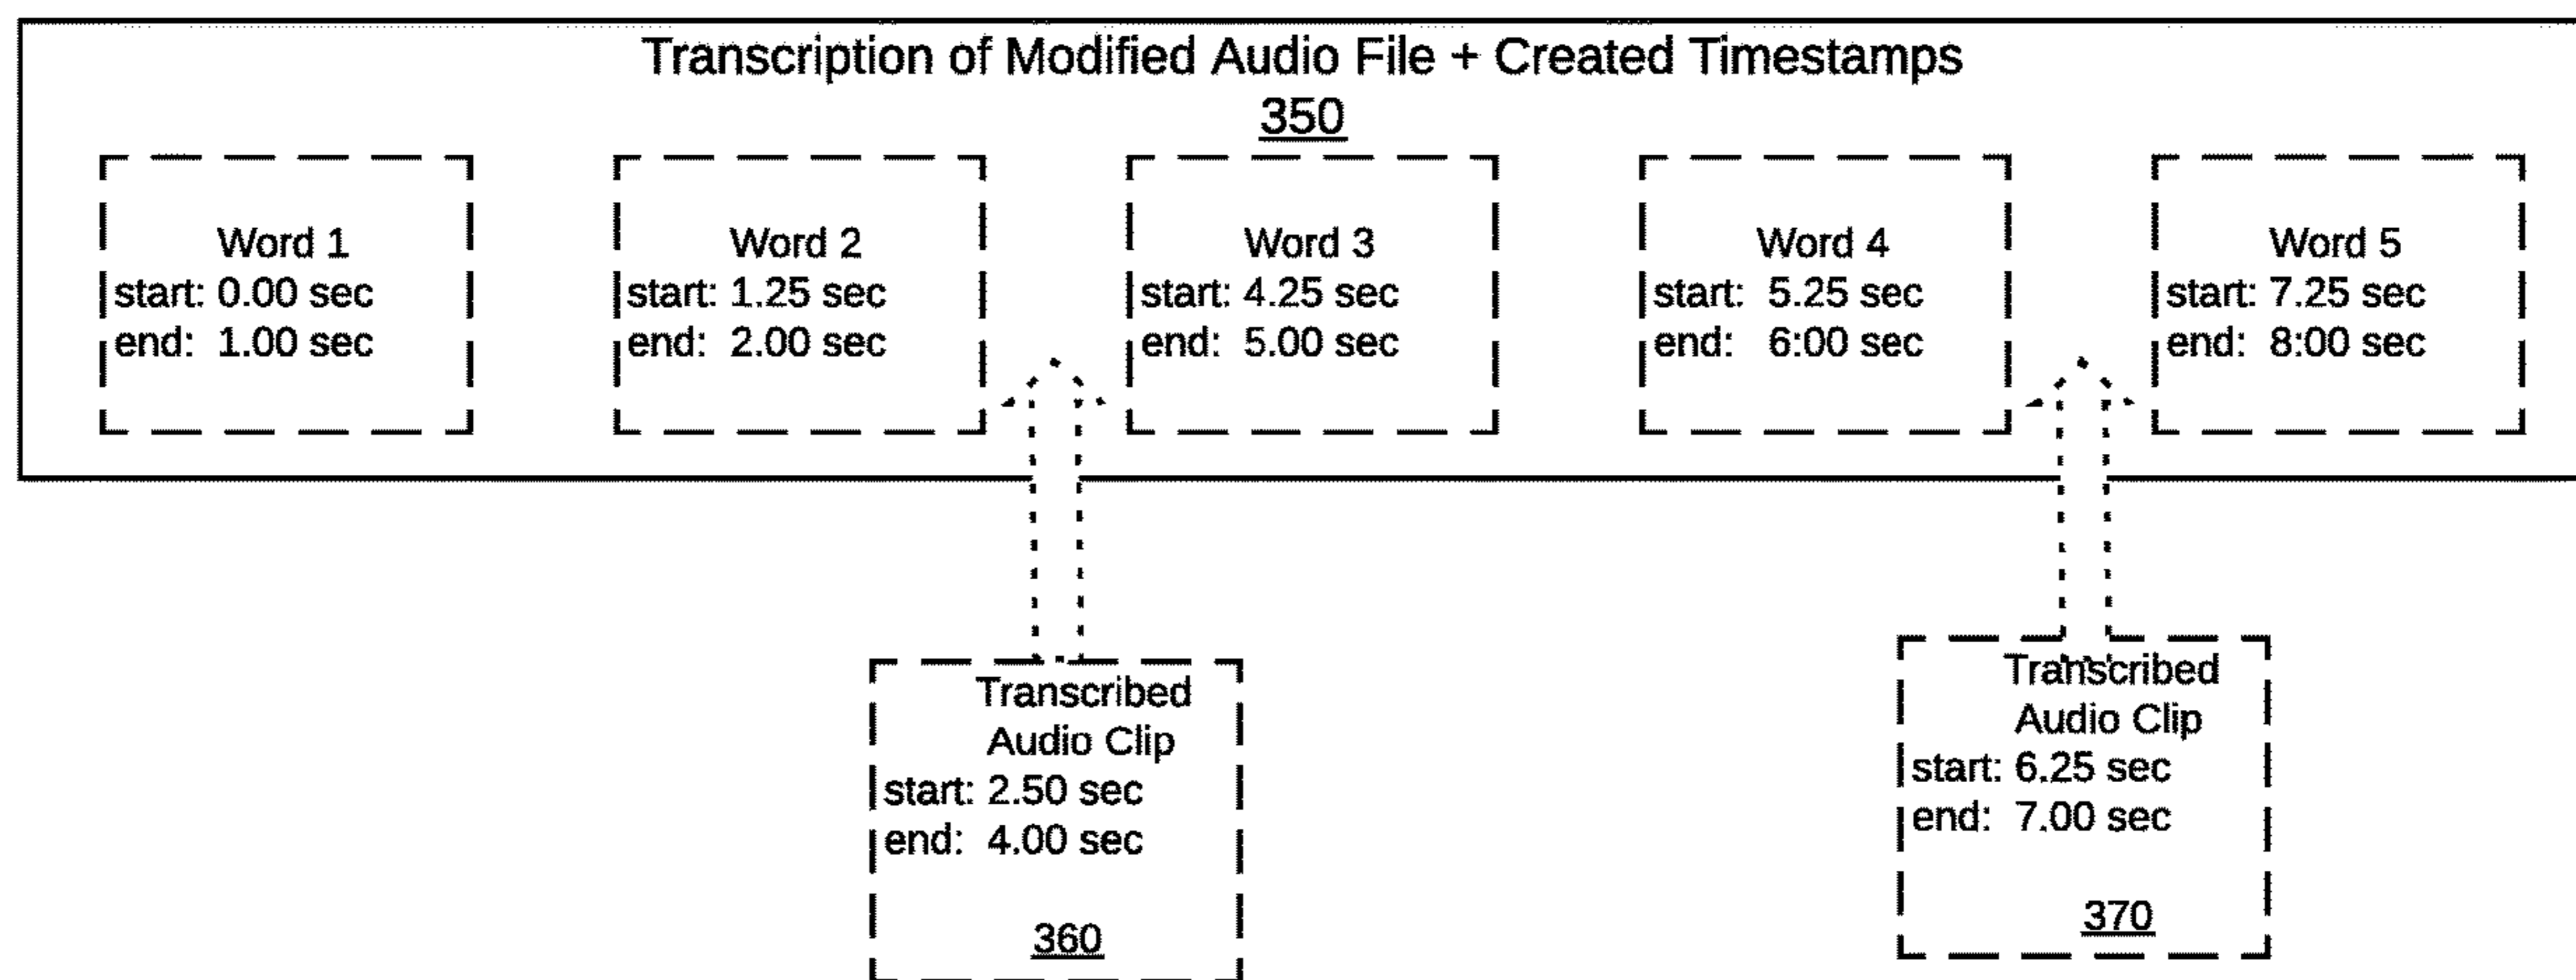 Transcription of Modified Audio File + Created Timestamps
350
Word 1
start: 0.00 sec
end: 1.00 sec
Word 2
start: 1.25 sec
end: 2.00 sec
Word 3
start: 4.25 sec
end: 5.00 sec
Word 4
start: 5.25 sec
end: 6:00 sec
Word 5
start: 7.25 sec
end: 8:00 sec
Transcribed
Audio Clip
start: 2.50 sec
end: 4.00 sec
360
Transcribed
Audio Clip
start: 6.25 sec
end: 7.00 sec
370